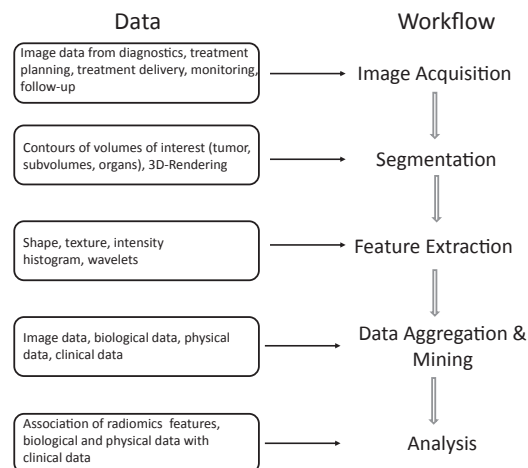 Data
Workflow
Image data from diagnostics, treatment
planning, treatment delivery, monitoring,
follow-up
Image Acquisition
Contours of volumes of interest (tumor,
subvolumes, organs), 3D-Rendering
Segmentation
Shape, texture, intensity
histogram, wavelets
Feature Extraction
Image data, biological data, physical
data, clinical data
Data Aggregation &
Mining
Association of radiomics features,
biological and physical data with
clinical data
Analysis